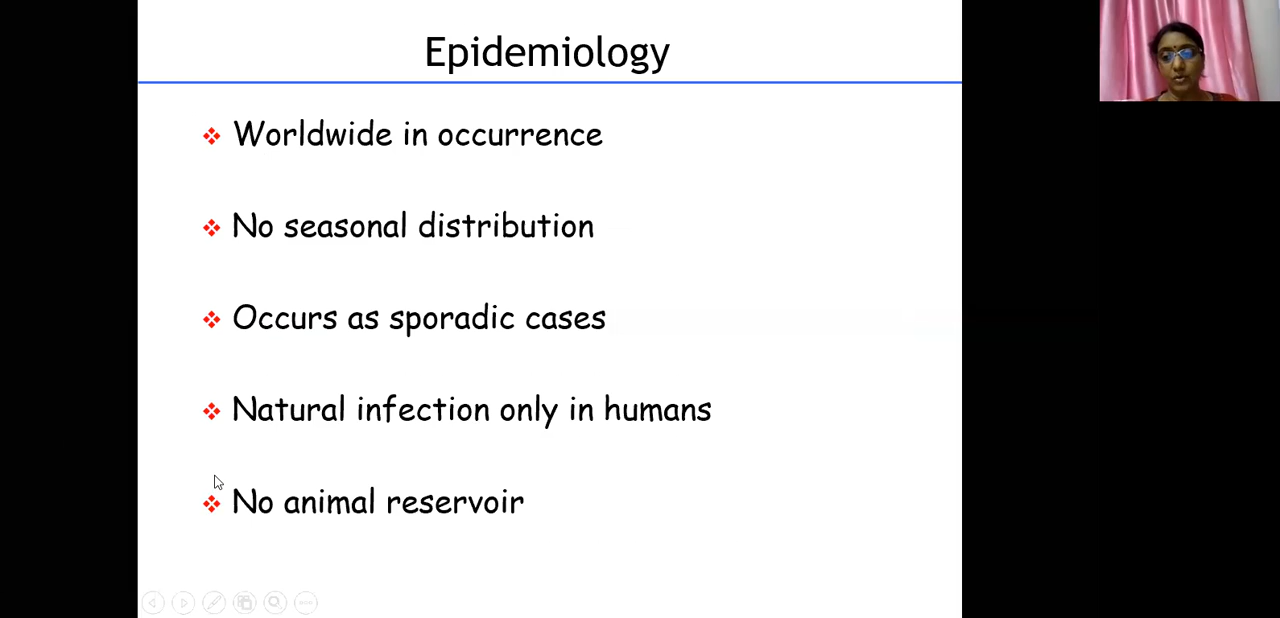 Epidemiology
Worldwide in occurrence
No seasonal distribution
Occurs as sporadic cases
Natural infection only in humans
No animal reservoir